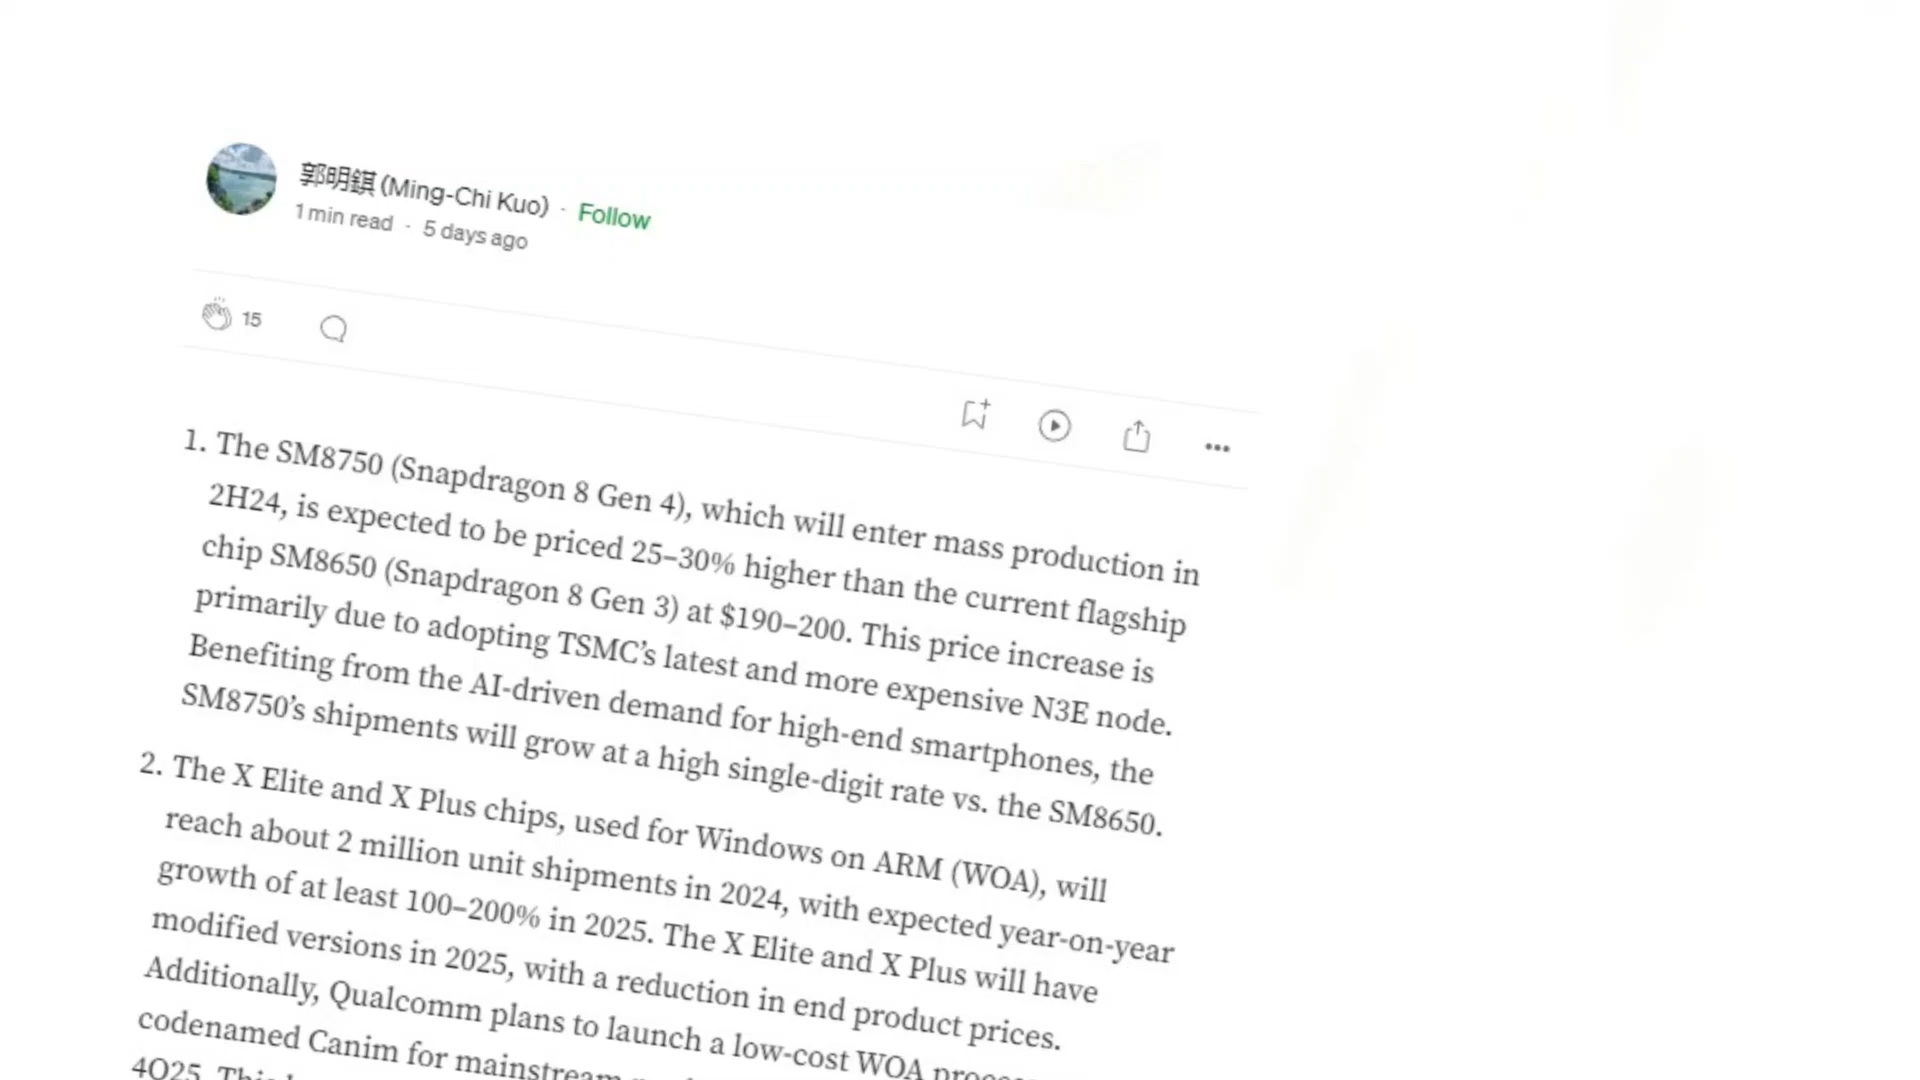 郭明錤 (Ming-Chi Kuo) · Follow
1 min read · 5 days ago
15
1. The SM8750 (Snapdragon 8 Gen 4), which will enter mass production in
2H24, is expected to be priced 25–30% higher than the current flagship
chip SM8650 (Snapdragon 8 Gen 3) at $190–200. This price increase is
primarily due to adopting TSMC’s latest and more expensive N3E node.
Benefiting from the AI-driven demand for high-end smartphones, the
SM8750’s shipments will grow at a high single-digit rate vs. the SM8650.
2. The X Elite and X Plus chips, used for Windows on ARM (WOA), will
reach about 2 million unit shipments in 2024, with expected year-on-year
growth of at least 100–200% in 2025. The X Elite and X Plus will have
modified versions in 2025, with a reduction in end product prices.
Additionally, Qualcomm plans to launch a low-cost WOA
codenamed Canim for mainstream
4Q25. This